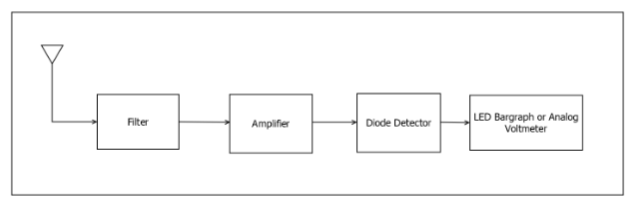 Filter
Amplifier
Diode Detector
LED Bargraph or Analog
Voltmeter